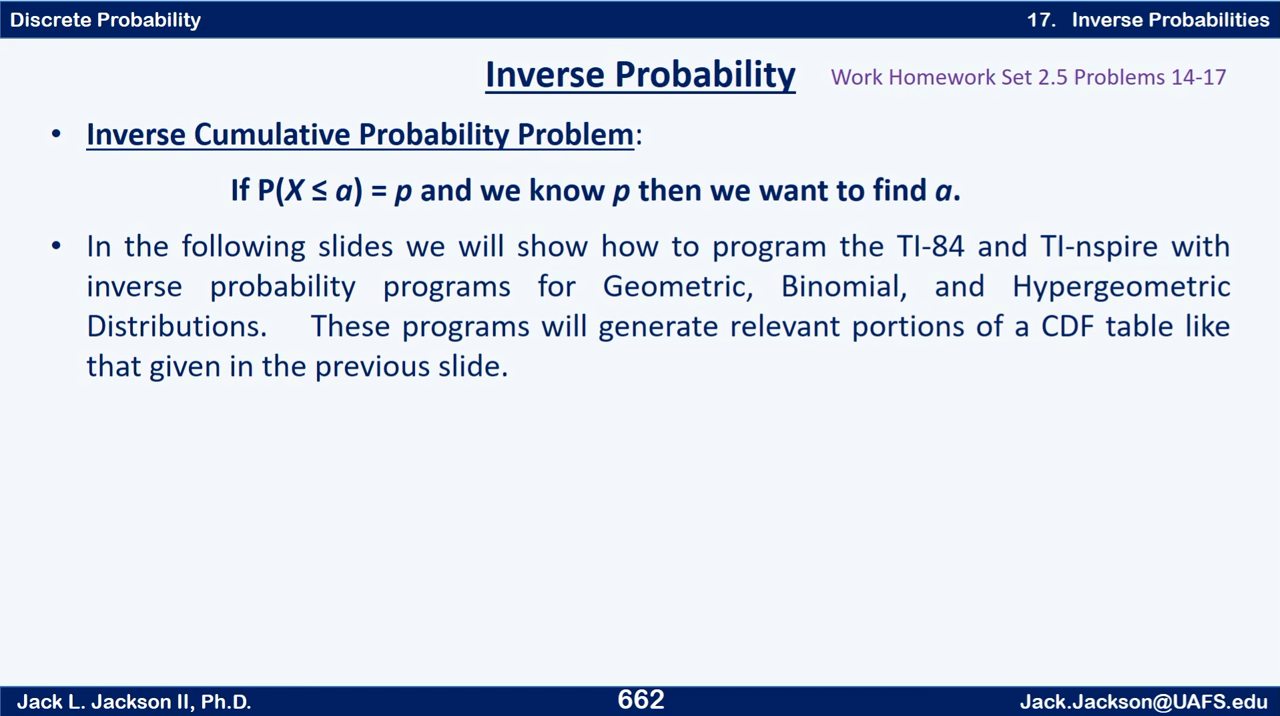 Discrete Probability
17. Inverse Probabilities
Inverse Probability
Work Homework Set 2.5 Problems 14-17
• Inverse Cumulative Probability Problem:
If P(X ≤ a) = p and we know p then we want to find a.
• In the following slides we will show how to program the TI-84 and TI-nspire with
inverse probability programs for Geometric, Binomial, and Hypergeometric
Distributions. These programs will generate relevant portions of a CDF table like
that given in the previous slide.
Jack L. Jackson II, Ph.D.
662
Jack.Jackson@UAFS.edu